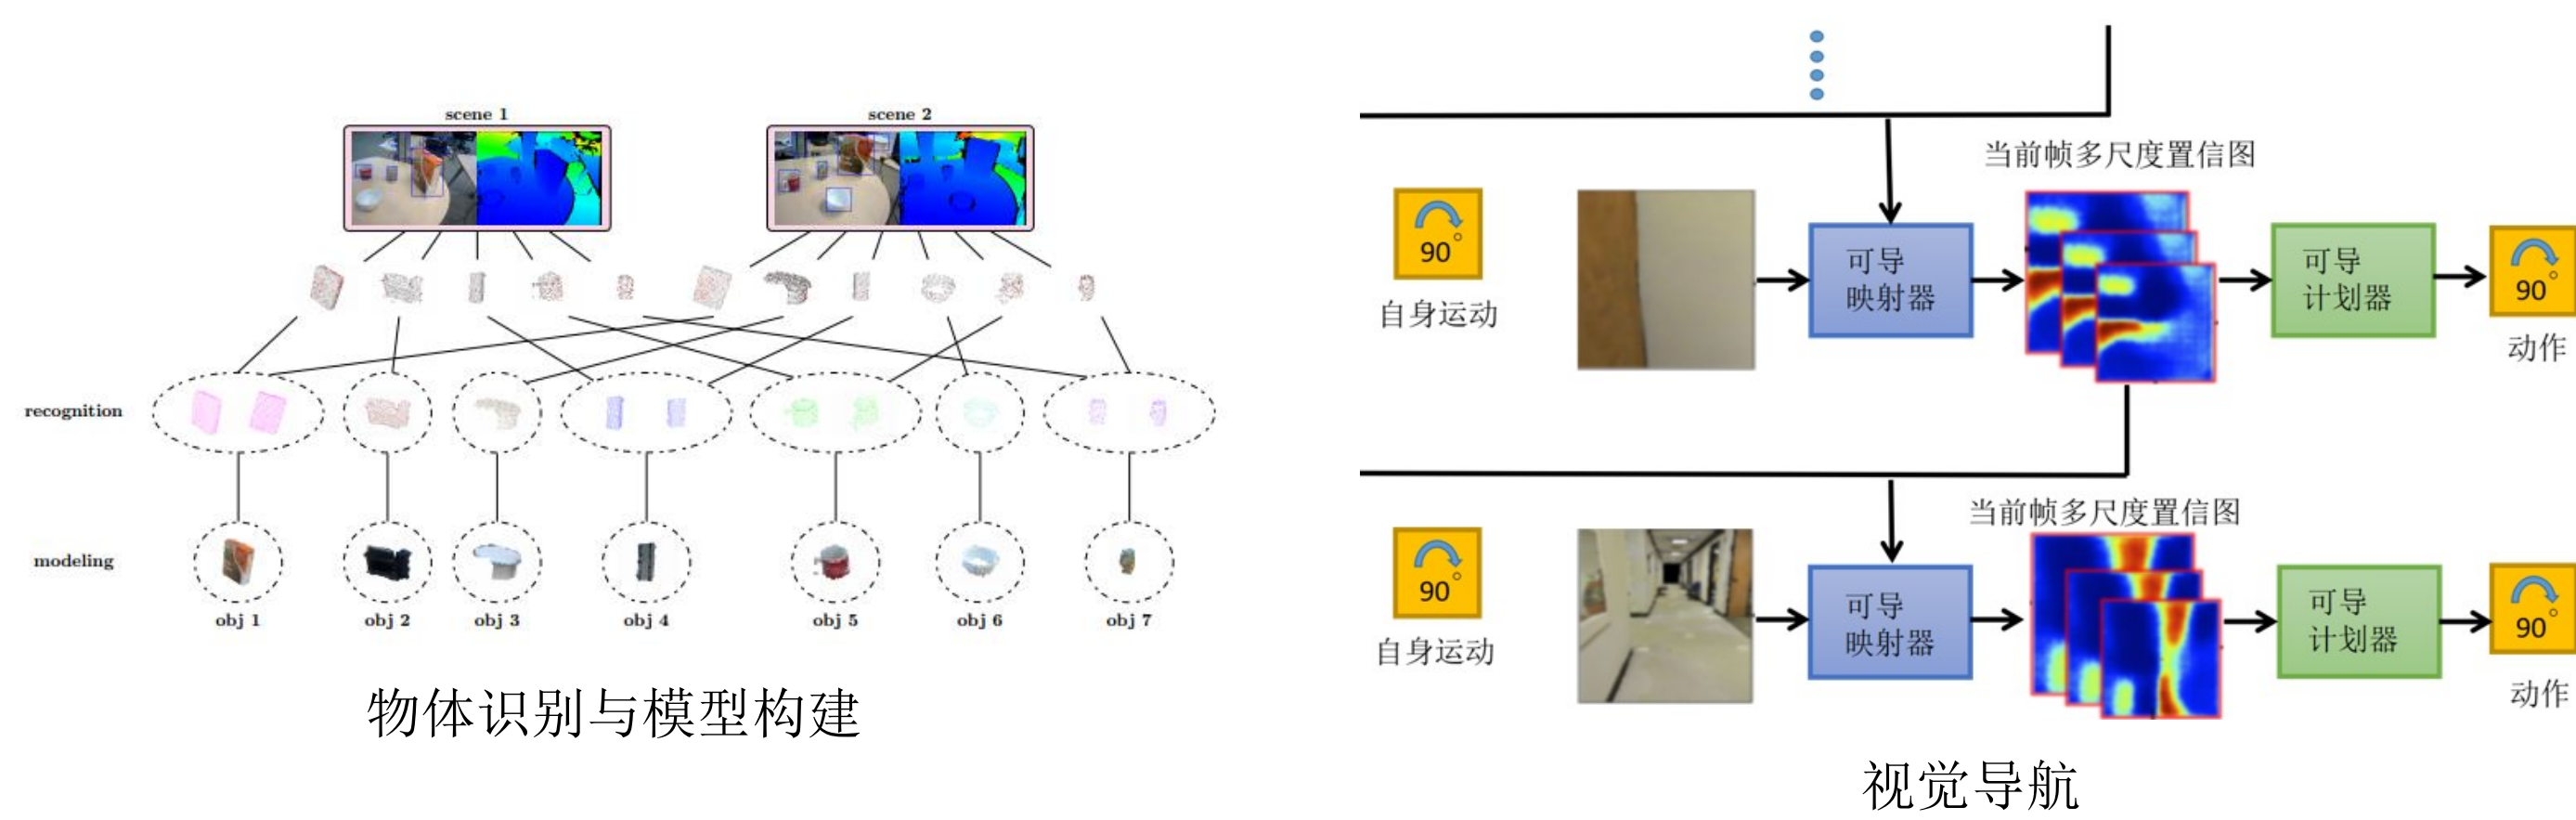 scene 1
scene 2
recognition
modeling
obj 1
obj 2
obj 3
obj 4
obj 5
obj 6
obj 7
物体识别与模型构建
当前帧多尺度置信图
90°
自身运动
可导
映射器
可导
计划器
90°
动作
当前帧多尺度置信图
90°
自身运动
可导
映射器
可导
计划器
90°
动作
视觉导航